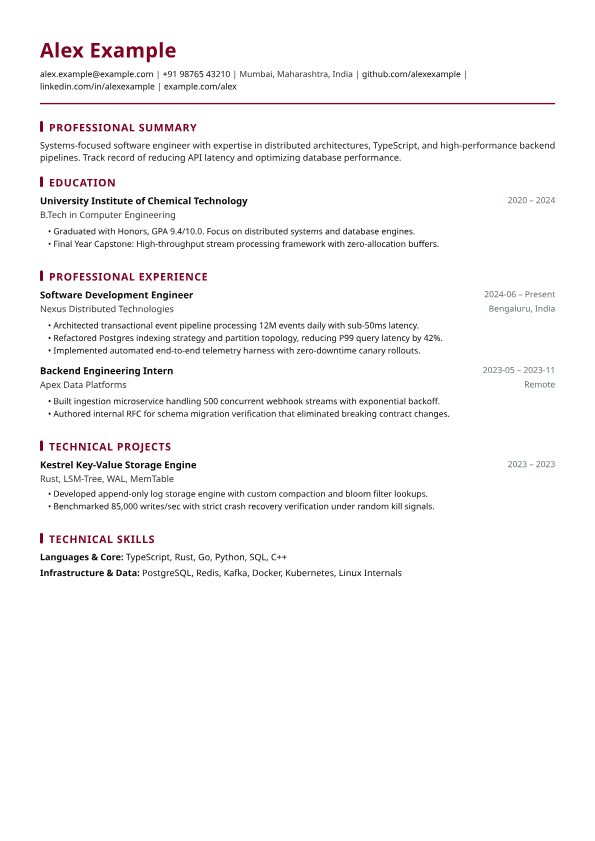 Alex Example
alex.example@example.com | +91 98765 43210 | Mumbai, Maharashtra, India | github.com/alexexample |
linkedin.com/in/alexexample | example.com/alex
PROFESSIONAL SUMMARY
Systems-focused software engineer with expertise in distributed architectures, TypeScript, and high-performance backend
pipelines. Track record of reducing API latency and optimizing database performance.
EDUCATION
University Institute of Chemical Technology 2020 – 2024
B.Tech in Computer Engineering
• Graduated with Honors, GPA 9.4/10.0. Focus on distributed systems and database engines.
• Final Year Capstone: High-throughput stream processing framework with zero-allocation buffers.
PROFESSIONAL EXPERIENCE
Software Development Engineer 2024-06 – Present
Nexus Distributed Technologies Bengaluru, India
• Architected transactional event pipeline processing 12M events daily with sub-50ms latency.
• Refactored Postgres indexing strategy and partition topology, reducing P99 query latency by 42%.
• Implemented automated end-to-end telemetry harness with zero-downtime canary rollouts.
Backend Engineering Intern 2023-05 – 2023-11
Apex Data Platforms Remote
• Built ingestion microservice handling 500 concurrent webhook streams with exponential backoff.
• Authored internal RFC for schema migration verification that eliminated breaking contract changes.
TECHNICAL PROJECTS
Kestrel Key-Value Storage Engine 2023 – 2023
Rust, LSM-Tree, WAL, MemTable
• Developed append-only log storage engine with custom compaction and bloom filter lookups.
• Benchmarked 85,000 writes/sec with strict crash recovery verification under random kill signals.
TECHNICAL SKILLS
Languages & Core: TypeScript, Rust, Go, Python, SQL, C++
Infrastructure & Data: PostgreSQL, Redis, Kafka, Docker, Kubernetes, Linux Internals